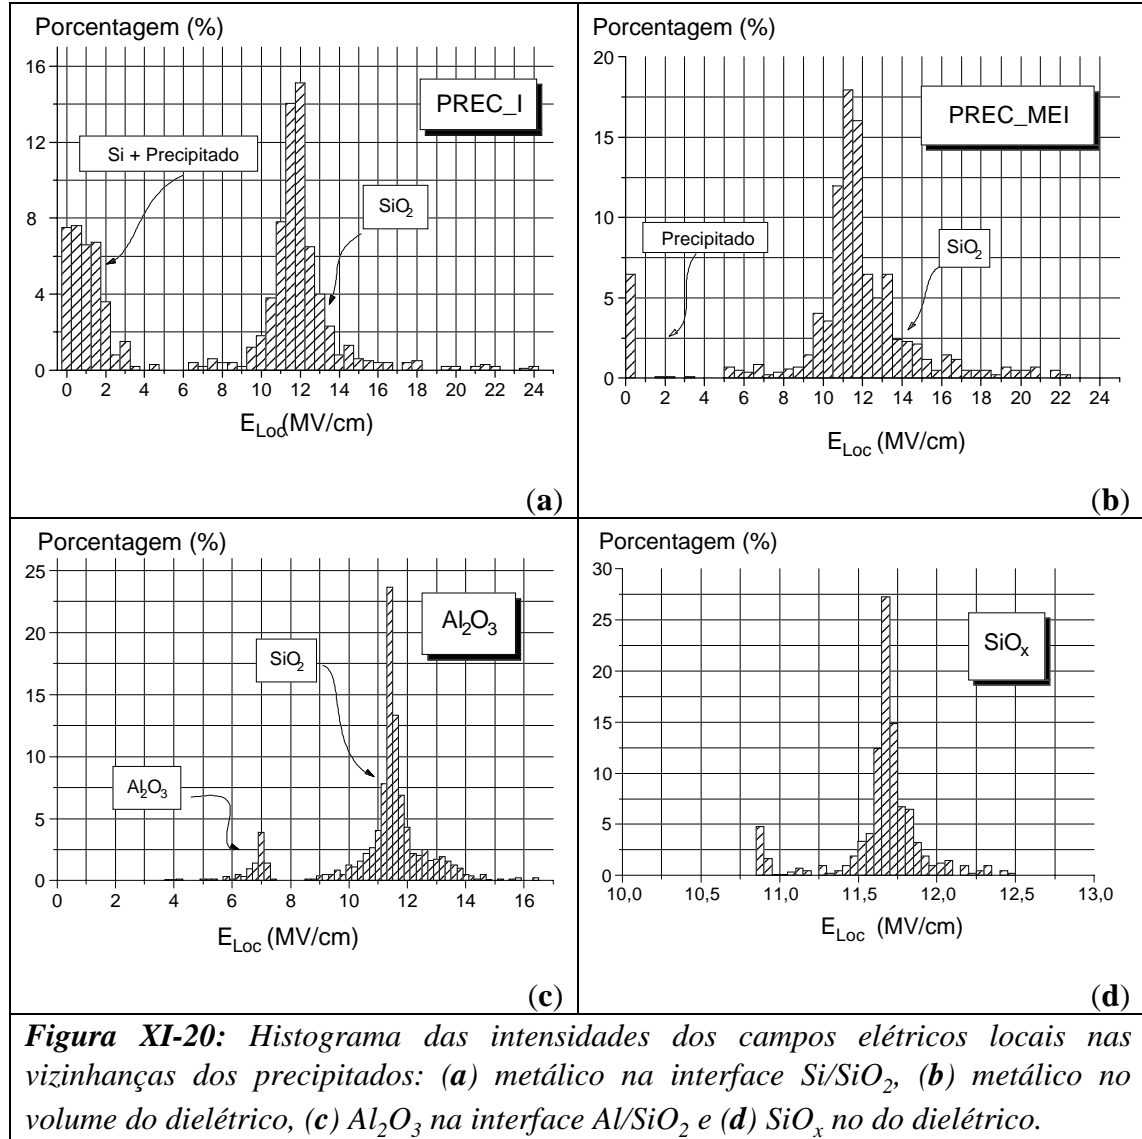 Porcentagem (%)
16
12
8
4
0
0 2 4 6 8 10 12 14 16 18 20 22 24
PREC_I
Si + Precipitado
SiO2
ELoc(MV/cm)
(a)
Porcentagem (%)
20
15
10
5
0
0 2 4 6 8 10 12 14 16 18 20 22 24
PREC_MEI
Precipitado
SiO2
ELoc (MV/cm)
(b)
Porcentagem (%)
25
20
15
10
5
0
0 2 4 6 8 10 12 14 16
Al2O3
SiO2
Al2O3
ELoc (MV/cm)
(c)
Porcentagem (%)
30
25
20
15
10
5
0
10,0 10,5 11,0 11,5 12,0 12,5 13,0
SiOx
ELoc (MV/cm)
(d)
Figura XI-20: Histograma das intensidades dos campos elétricos locais nas
vizinhanças dos precipitados: (a) metálico na interface Si/SiO2, (b) metálico no
volume do dielétrico, (c) Al2O3 na interface Al/SiO2 e (d) SiOx no do dielétrico.